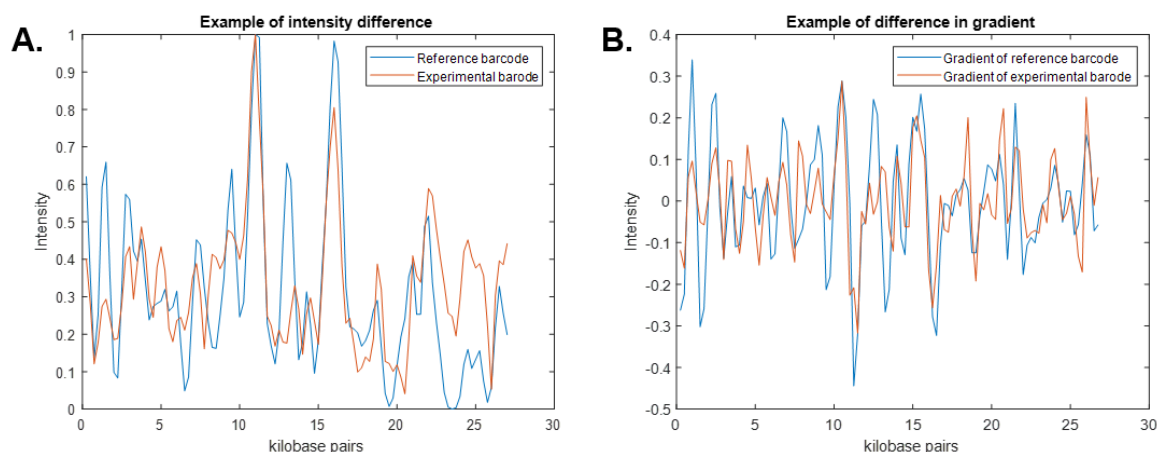 A.
Example of intensity difference
Reference barcode
Experimental barode
1
0.9
0.8
0.7
0.6
0.5
0.4
0.3
0.2
0.1
0
Intensity
0 5 10 15 20 25 30
kilobase pairs
B.
Example of difference in gradient
Gradient of reference barcode
Gradient of experimental barode
0.4
0.3
0.2
0.1
0
-0.1
-0.2
-0.3
-0.4
-0.5
Intensity
0 5 10 15 20 25 30
kilobase pairs